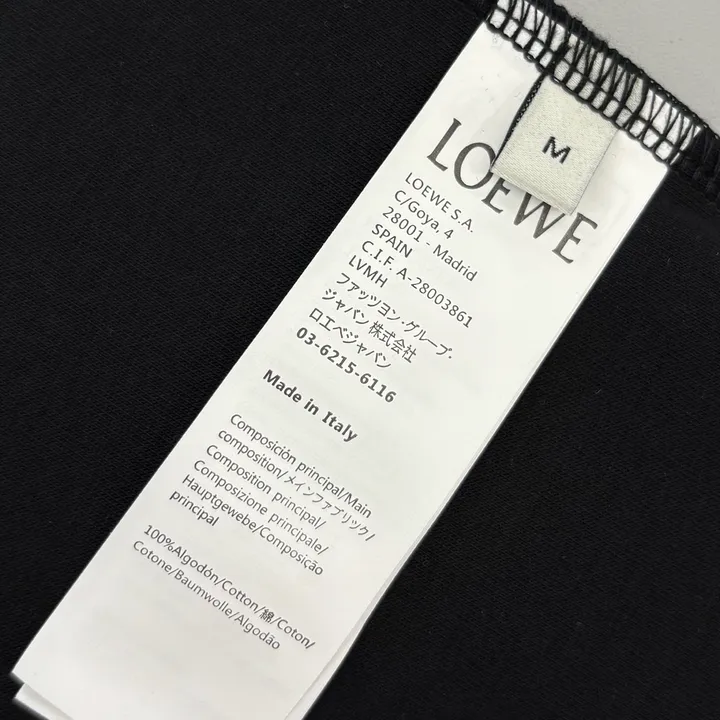 M
LOEWE
LOEWE S.A.
C/Goya, 4
28001 - Madrid
SPAIN
C.I.F. A-28003861
LVMH
ファッツヨン·グループ·
ジャパン株式会社
ロエベジャパン
03-6215-6116
Made in Italy
Composición principal/Main
composition/メインファブリック/
Composition principal/
Composizione principale/
Hauptgewebe/Composição
principal
100%Algodón/Cotton/綿/Coton/
Cotone/Baumwolle/Algodão